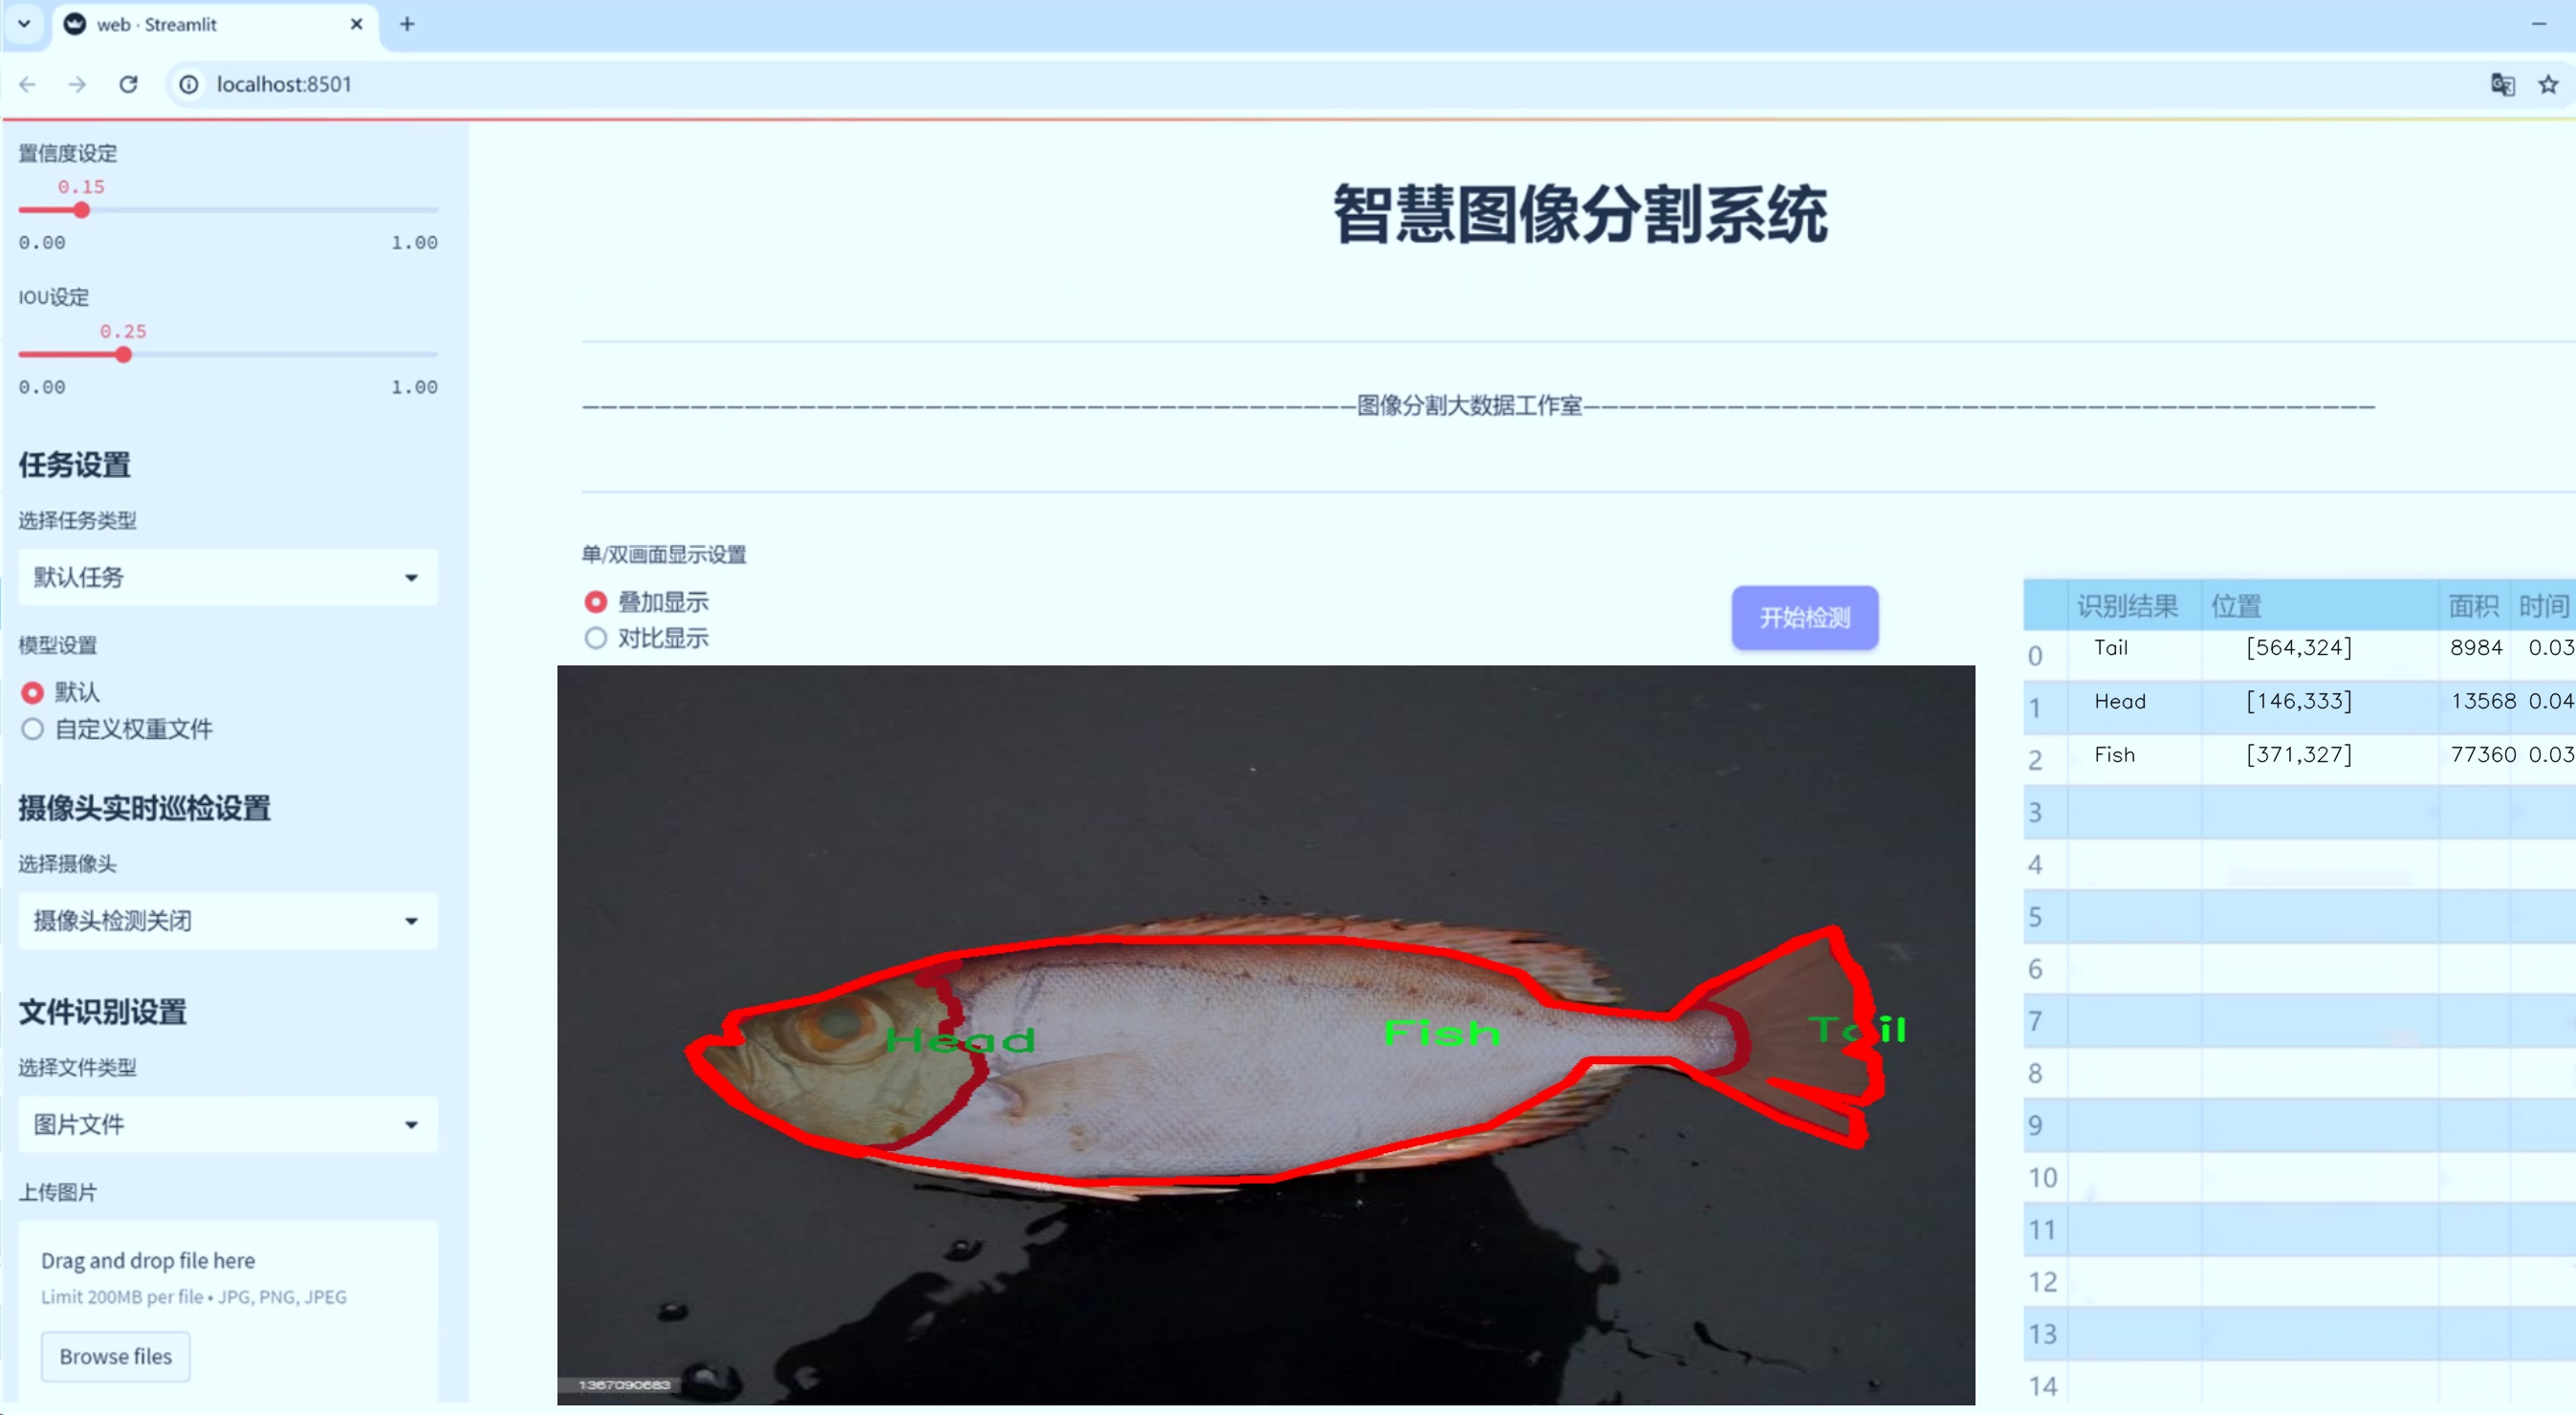 web · Streamlit
localhost:8501
置信度设定
0.15
0.00 1.00
IOU设定
0.25
0.00 1.00
任务设置
选择任务类型
默认任务
模型设置
默认
自定义权重文件
摄像头实时巡检设置
选择摄像头
摄像头检测关闭
文件识别设置
选择文件类型
图片文件
上传图片
Drag and drop file here
Limit 200MB per file • JPG, PNG, JPEG
Browse files
智慧图像分割系统
———图像分割大数据工作室———
单/双画面显示设置
叠加显示
对比显示
开始检测
Head
Fish
Tail
1367090683
识别结果 位置 面积 时间
0 Tail [564,324] 8984 0.03
1 Head [146,333] 13568 0.04
2 Fish [371,327] 77360 0.03
3
4
5
6
7
8
9
10
11
12
13
14